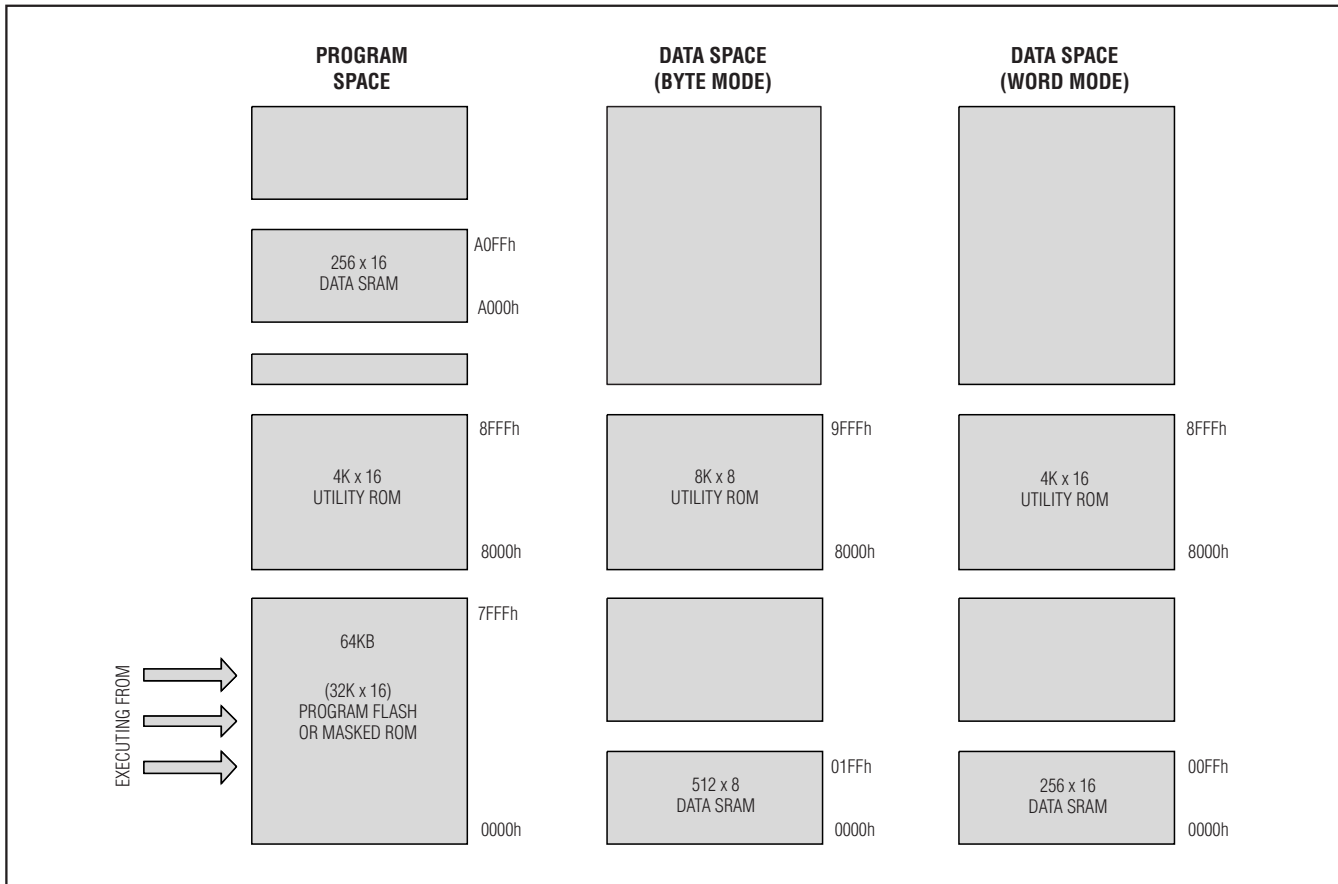 PROGRAM
SPACE
A0FFh
256 x 16
DATA SRAM
A000h
8FFFh
4K x 16
UTILITY ROM
8000h
7FFFh
64KB
(32K x 16)
PROGRAM FLASH
OR MASKED ROM
0000h
EXECUTING FROM
DATA SPACE
(BYTE MODE)
9FFFh
8K x 8
UTILITY ROM
8000h
01FFh
512 x 8
DATA SRAM
0000h
DATA SPACE
(WORD MODE)
8FFFh
4K x 16
UTILITY ROM
8000h
00FFh
256 x 16
DATA SRAM
0000h